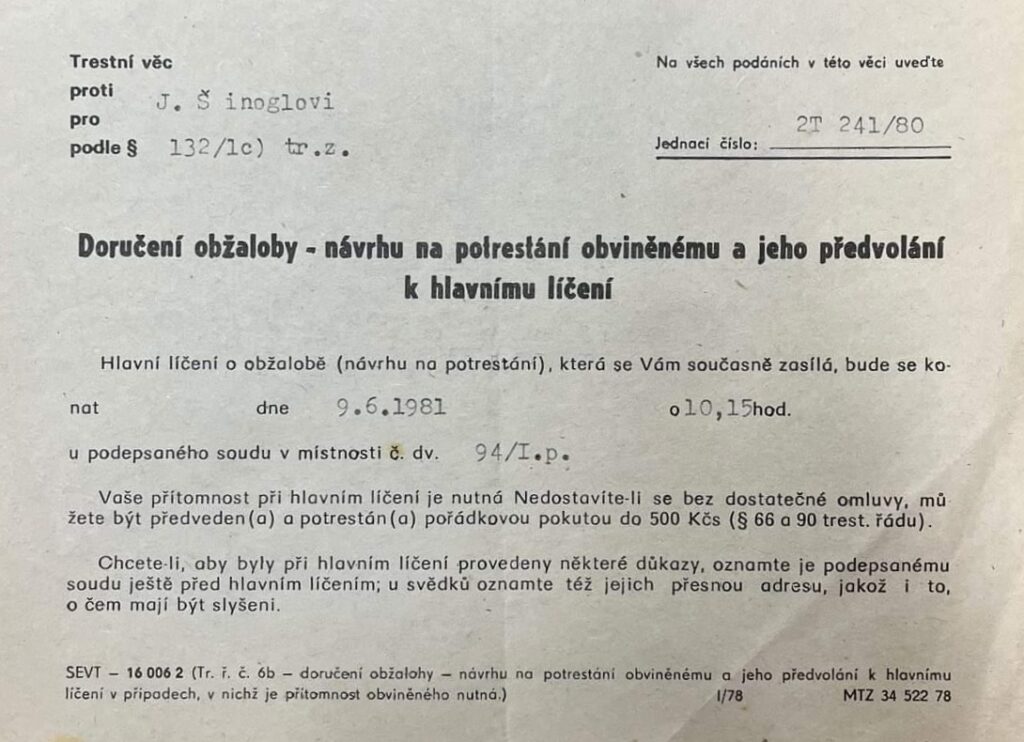 Trestní věc
proti J. Š inoglovi
pro
podle § 132/1c) tr.z.
Na všech podáních v této věci uveďte
2T 241/80
Jednací číslo:
Doručení obžaloby - návrhu na potrestání obviněnému a jeho předvolání
k hlavnímu líčení
Hlavní líčení o obžalobě (návrhu na potrestání), která se Vám současně zasílá, bude se ko-
nat dne 9.6.1981 o 10,15 hod.
u podepsaného soudu v místnosti č. dv. 94/I.p.
Vaše přítomnost při hlavním líčení je nutná Nedostavíte-li se bez dostatečné omluvy, mů-
žete být předveden(a) a potrestán(a) pořádkovou pokutou do 500 Kčs (§ 66 a 90 trest. řádu).
Chcete-li, aby byly při hlavním líčení provedeny některé důkazy, oznamte je podepsanému
soudu ještě před hlavním líčením; u svědků oznamte též jejich přesnou adresu, jakož i to,
o čem mají být slyšeni.
SEVT – 16 006 2 (Tr. ř. č. 6b – doručení obžalohy – návrhu na potrestání obviněnému a jeho předvolání k hlavnímu
líčení v případech, v nichž je přítomnost obviněného nutná.) I/78 MTZ 34 522 78